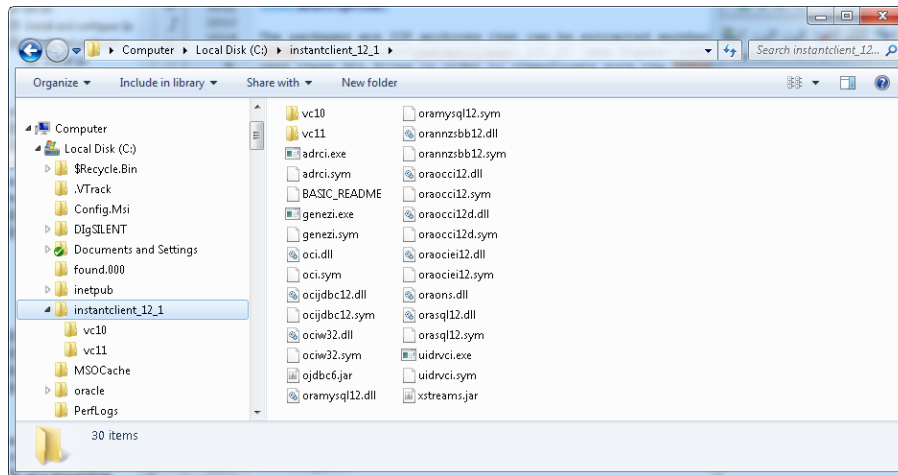 Computer ▸ Local Disk (C:) ▸ instantclient_12_1 ▸
Search instantclient_12...
Organize Include in library Share with New folder
Computer
Local Disk (C:)
$Recycle.Bin
.VTrack
Config.Msi
DIgSILENT
Documents and Settings
found.000
inetpub
instantclient_12_1
vc10
vc11
MSOCache
oracle
PerfLogs
vc10
vc11
adrci.exe
adrci.sym
BASIC_README
genezi.exe
genezi.sym
oci.dll
oci.sym
ocijdbc12.dll
ocijdbc12.sym
ociw32.dll
ociw32.sym
ojdbc6.jar
oramysql12.dll
oramysql12.sym
orannzsbb12.dll
orannzsbb12.sym
oraocci12.dll
oraocci12.sym
oraocci12d.dll
oraocci12d.sym
oraociei12.dll
oraociei12.sym
oraons.dll
orasql12.dll
orasql12.sym
uidrvci.exe
uidrvci.sym
xstreams.jar
30 items